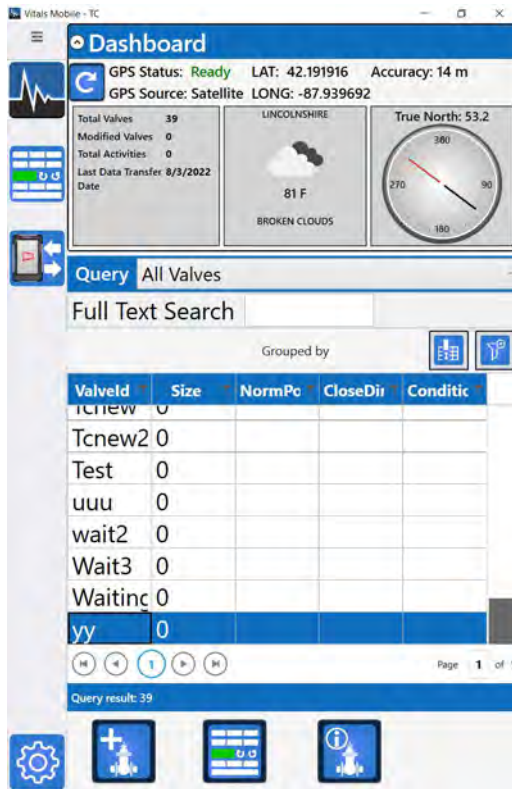 Vitals Mobile - TC
Dashboard
GPS Status: Ready LAT: 42.191916 Accuracy: 14 m
GPS Source: Satellite LONG: -87.939692
Total Valves 39
Modified Valves 0
Total Activities 0
Last Data Transfer 8/3/2022
Date
LINCOLNSHIRE
81 F
BROKEN CLOUDS
True North: 53.2
360
270 90
180
Query All Valves
Full Text Search
Grouped by
ValveId Size NormPo CloseDir Conditic
Tcnew 0
Tcnew2 0
Test 0
uuu 0
wait2 0
Wait3 0
Waiting 0
yy 0
1
Page 1 of 1
Query result: 39